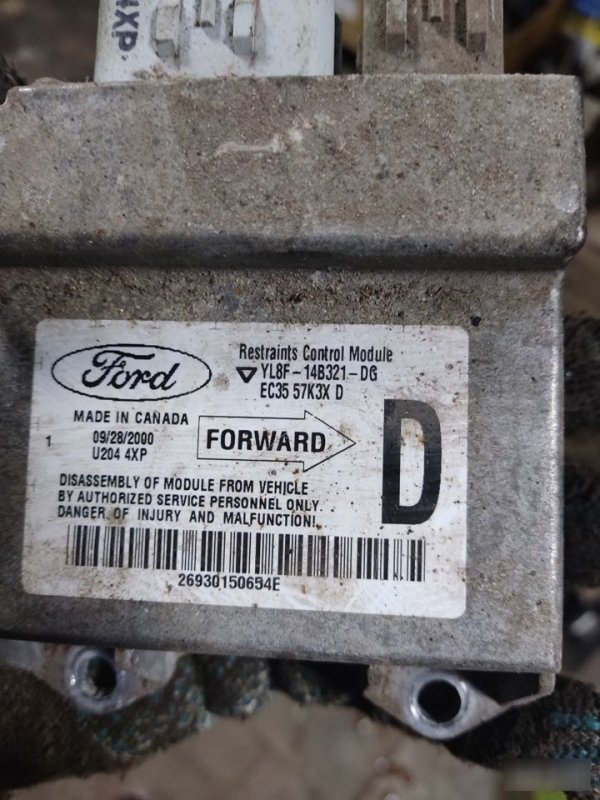 4XP
Ford
Restraints Control Module
YL8F-14B321-DG
EC35 57K3X D
MADE IN CANADA
1
09/28/2000
U204 4XP
FORWARD
D
DISASSEMBLY OF MODULE FROM VEHICLE
BY AUTHORIZED SERVICE PERSONNEL ONLY.
DANGER OF INJURY AND MALFUNCTION!
26930150654E